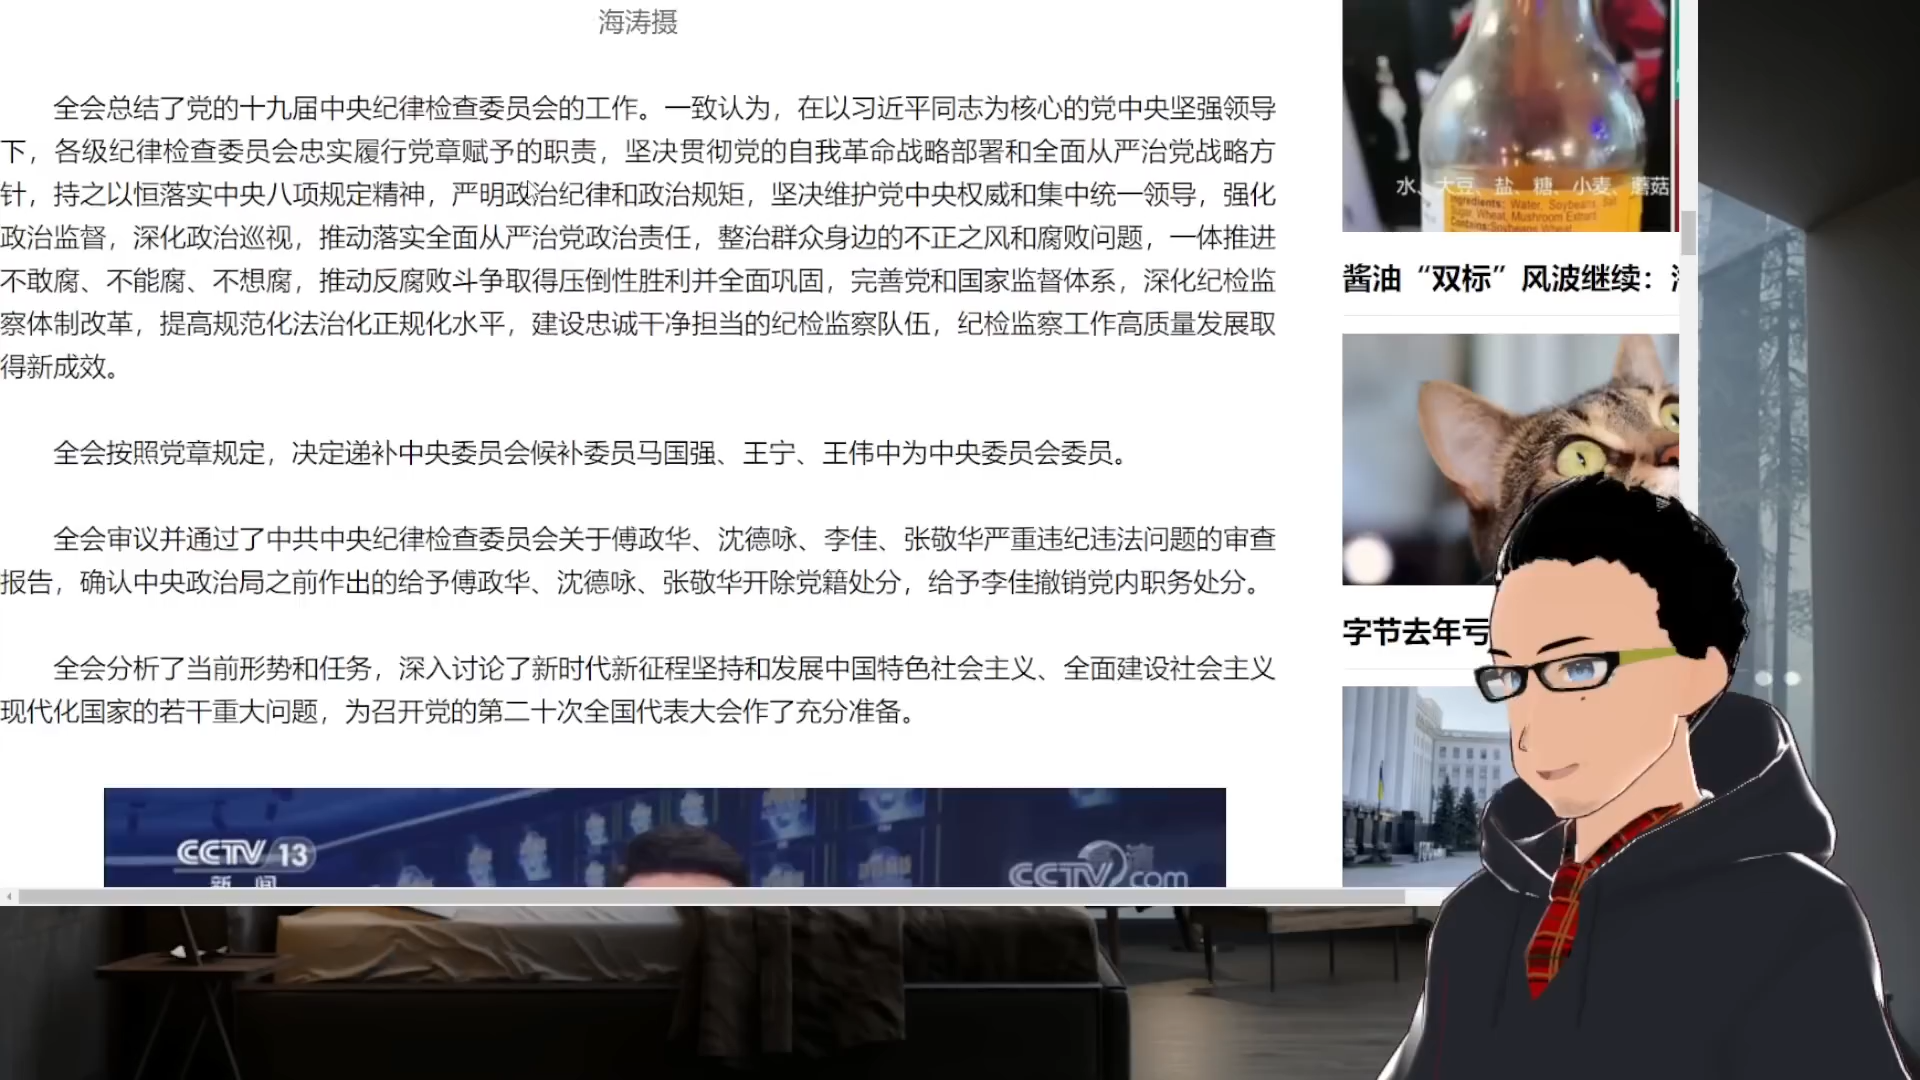 海涛摄
全会总结了党的十九届中央纪律检查委员会的工作。一致认为，在以习近平同志为核心的党中央坚强领导
下，各级纪律检查委员会忠实履行党章赋予的职责，坚决贯彻党的自我革命战略部署和全面从严治党战略方
针，持之以恒落实中央八项规定精神，严明政治纪律和政治规矩，坚决维护党中央权威和集中统一领导，强化
政治监督，深化政治巡视，推动落实全面从严治党政治责任，整治群众身边的不正之风和腐败问题，一体推进
不敢腐、不能腐、不想腐，推动反腐败斗争取得压倒性胜利并全面巩固，完善党和国家监督体系，深化纪检监
察体制改革，提高规范化法治化正规化水平，建设忠诚干净担当的纪检监察队伍，纪检监察工作高质量发展取
得新成效。
全会按照党章规定，决定递补中央委员会候补委员马国强、王宁、王伟中为中央委员会委员。
全会审议并通过了中共中央纪律检查委员会关于傅政华、沈德咏、李佳、张敬华严重违纪违法问题的审查
报告，确认中央政治局之前作出的给予傅政华、沈德咏、张敬华开除党籍处分，给予李佳撤销党内职务处分。
全会分析了当前形势和任务，深入讨论了新时代新征程坚持和发展中国特色社会主义、全面建设社会主义
现代化国家的若干重大问题，为召开党的第二十次全国代表大会作了充分准备。
CCTV 13
新闻
CCTV.com
水、大豆、盐、糖、小麦、蘑菇
Ingredients: Water, Soybeans, Salt
Sugar, Wheat, Mushroom Extract
Contains:Soybeans Wheat
酱油“双标”风波继续：
字节去年亏